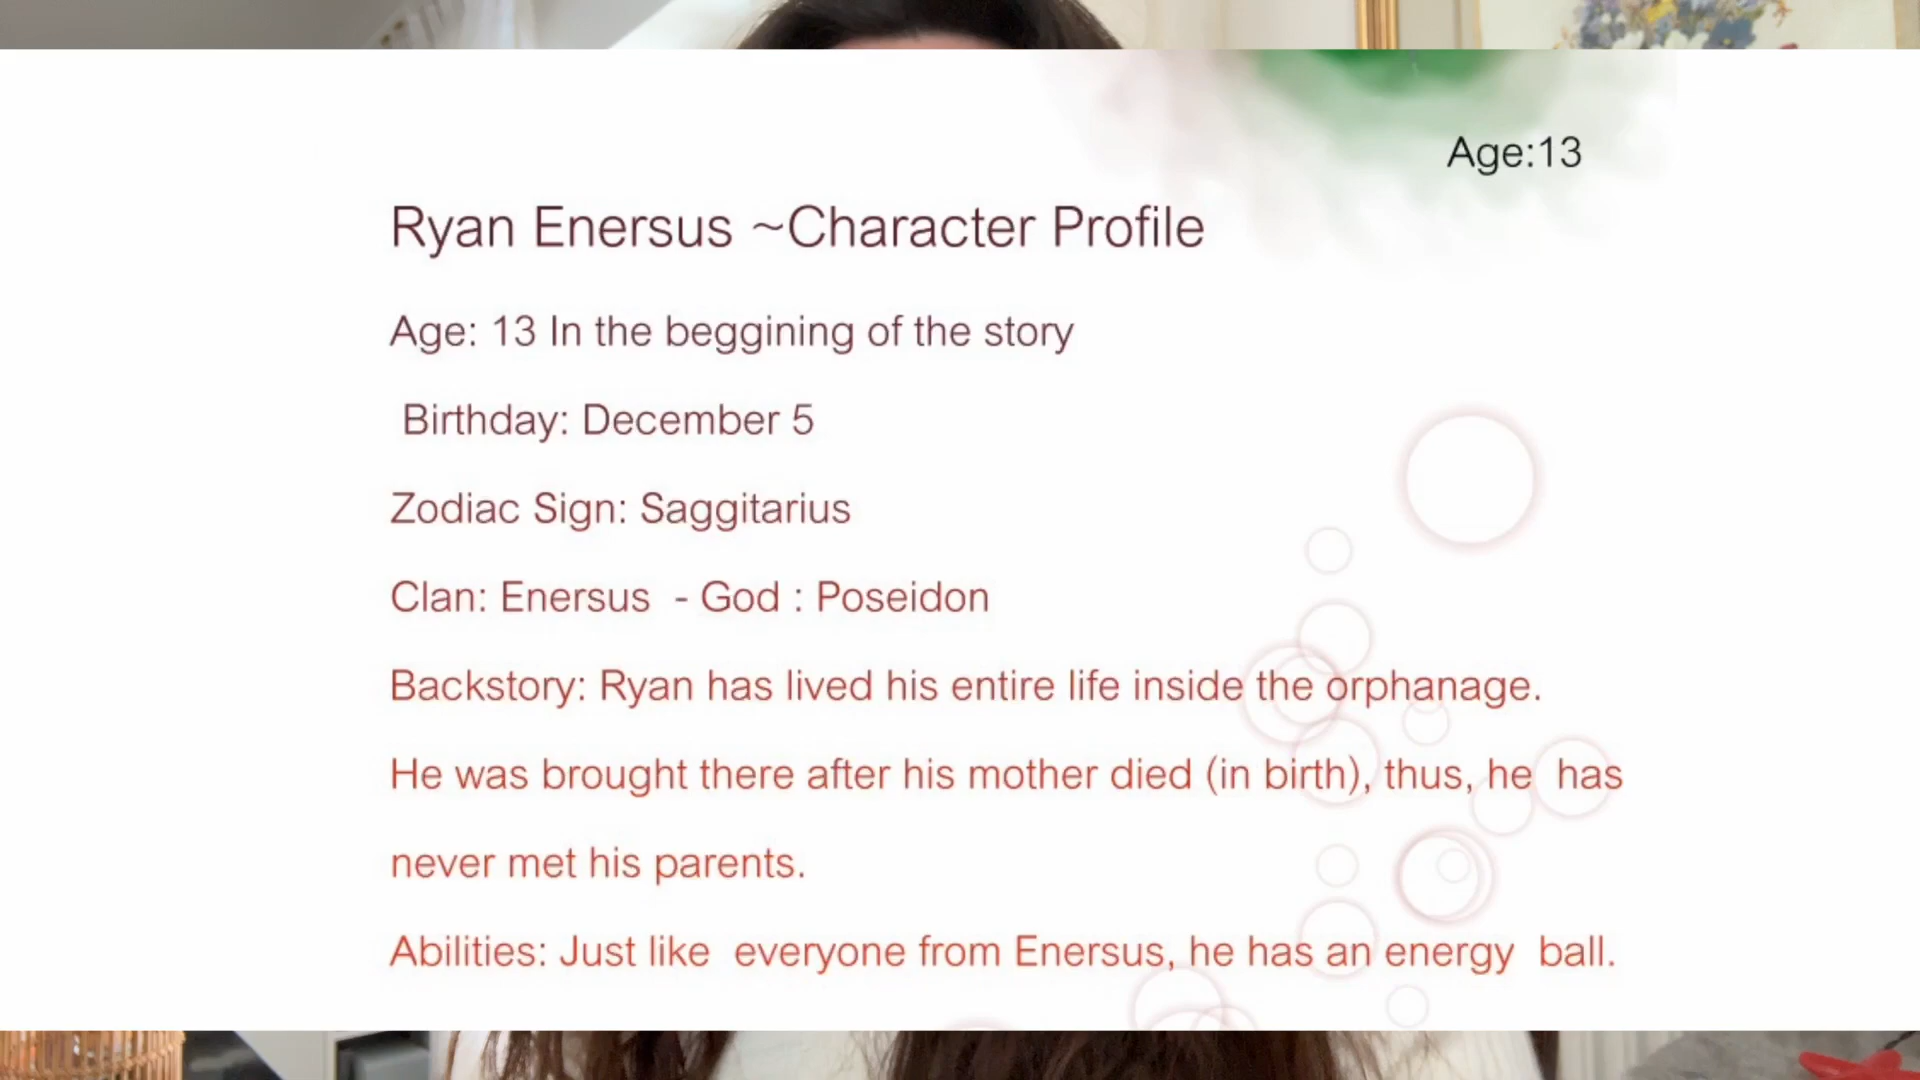 Age:13
Ryan Enersus ~Character Profile
Age: 13 In the beggining of the story
Birthday: December 5
Zodiac Sign: Saggitarius
Clan: Enersus - God : Poseidon
Backstory: Ryan has lived his entire life inside the orphanage.
He was brought there after his mother died (in birth), thus, he has
never met his parents.
Abilities: Just like everyone from Enersus, he has an energy ball.